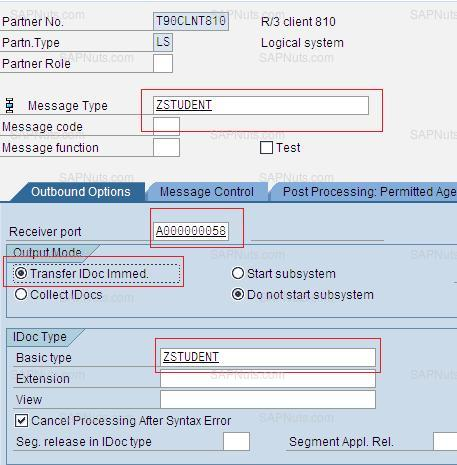 Partner No. T90CLNT810 R/3 client 810
Partn.Type LS Logical system
Partner Role
Message Type ZSTUDENT
Message code
Message function Test
Outbound Options Message Control Post Processing: Permitted Age
Receiver port A000000058
Output Mode
Transfer IDoc Immed. Start subsystem
Collect IDocs Do not start subsystem
IDoc Type
Basic type ZSTUDENT
Extension
View
Cancel Processing After Syntax Error
Seg. release in IDoc type Segment Appl. Rel.
SAPNuts.com